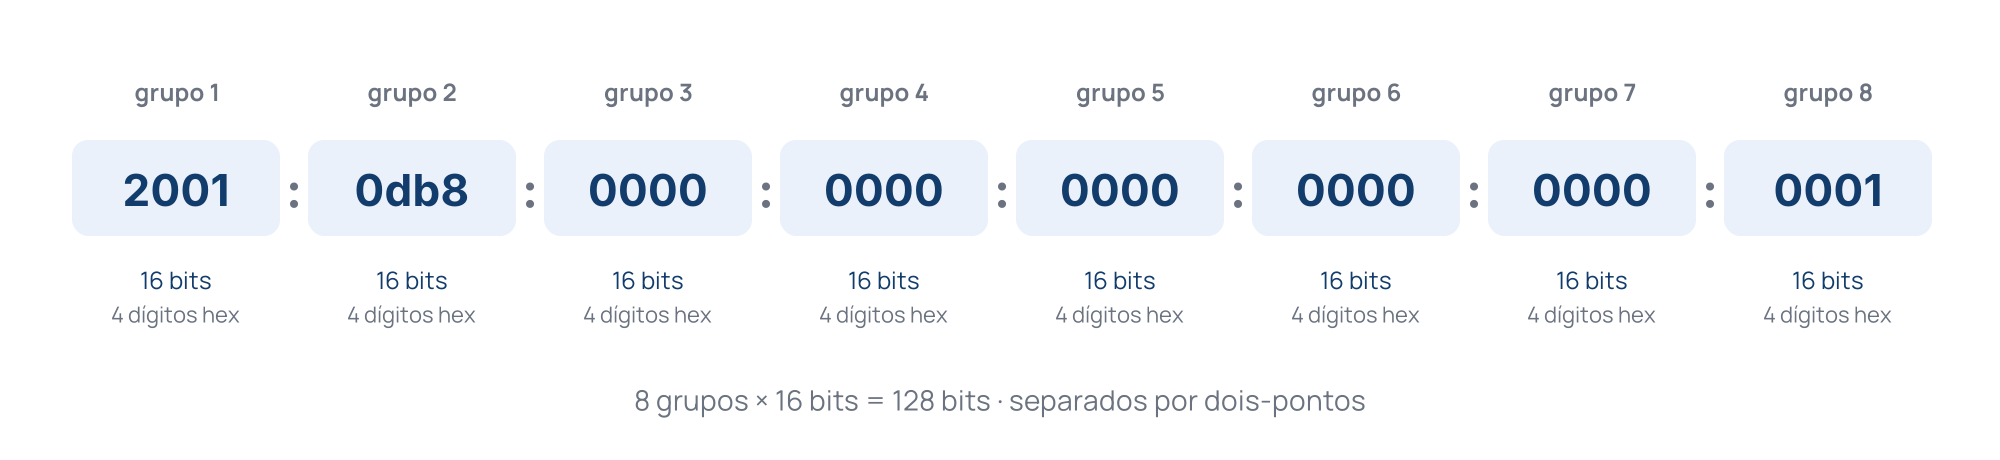 grupo 1 grupo 2 grupo 3 grupo 4 grupo 5 grupo 6 grupo 7 grupo 8
2001 : 0db8 : 0000 : 0000 : 0000 : 0000 : 0000 : 0001
16 bits 16 bits 16 bits 16 bits 16 bits 16 bits 16 bits 16 bits
4 dígitos hex 4 dígitos hex 4 dígitos hex 4 dígitos hex 4 dígitos hex 4 dígitos hex 4 dígitos hex 4 dígitos hex
8 grupos × 16 bits = 128 bits · separados por dois-pontos